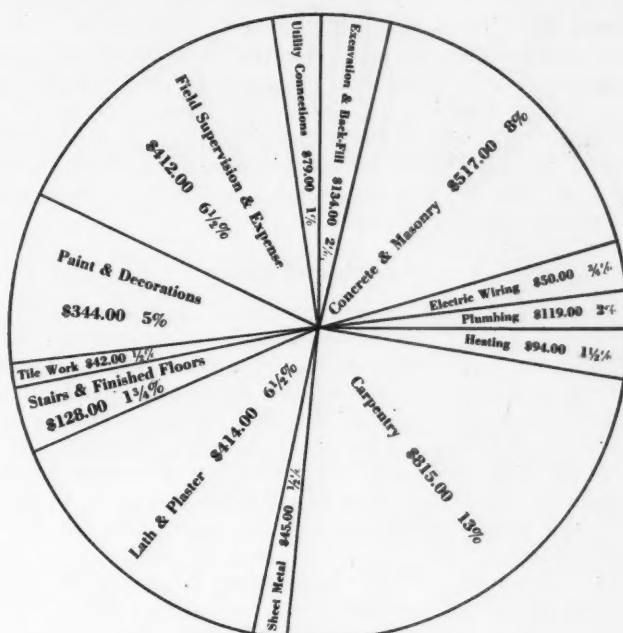 Utility Connections $79.00 1%
Excavation & Back-Fill $134.00 2
Concrete & Masonry $517.00 8%
Electric Wiring $50.00
Plumbing $119.00 2%
Heating $94.00 1½%
Carpentry $815.00 13%
Sheet Metal $45.00 ½%
Lath & Plaster $414.00 6½%
Stairs & Finished Floors
$128.00 1¾%
Tile Work $42.00 ½%
Paint & Decorations
$344.00 5%
Field Supervision & Expense
$412.00 6½%